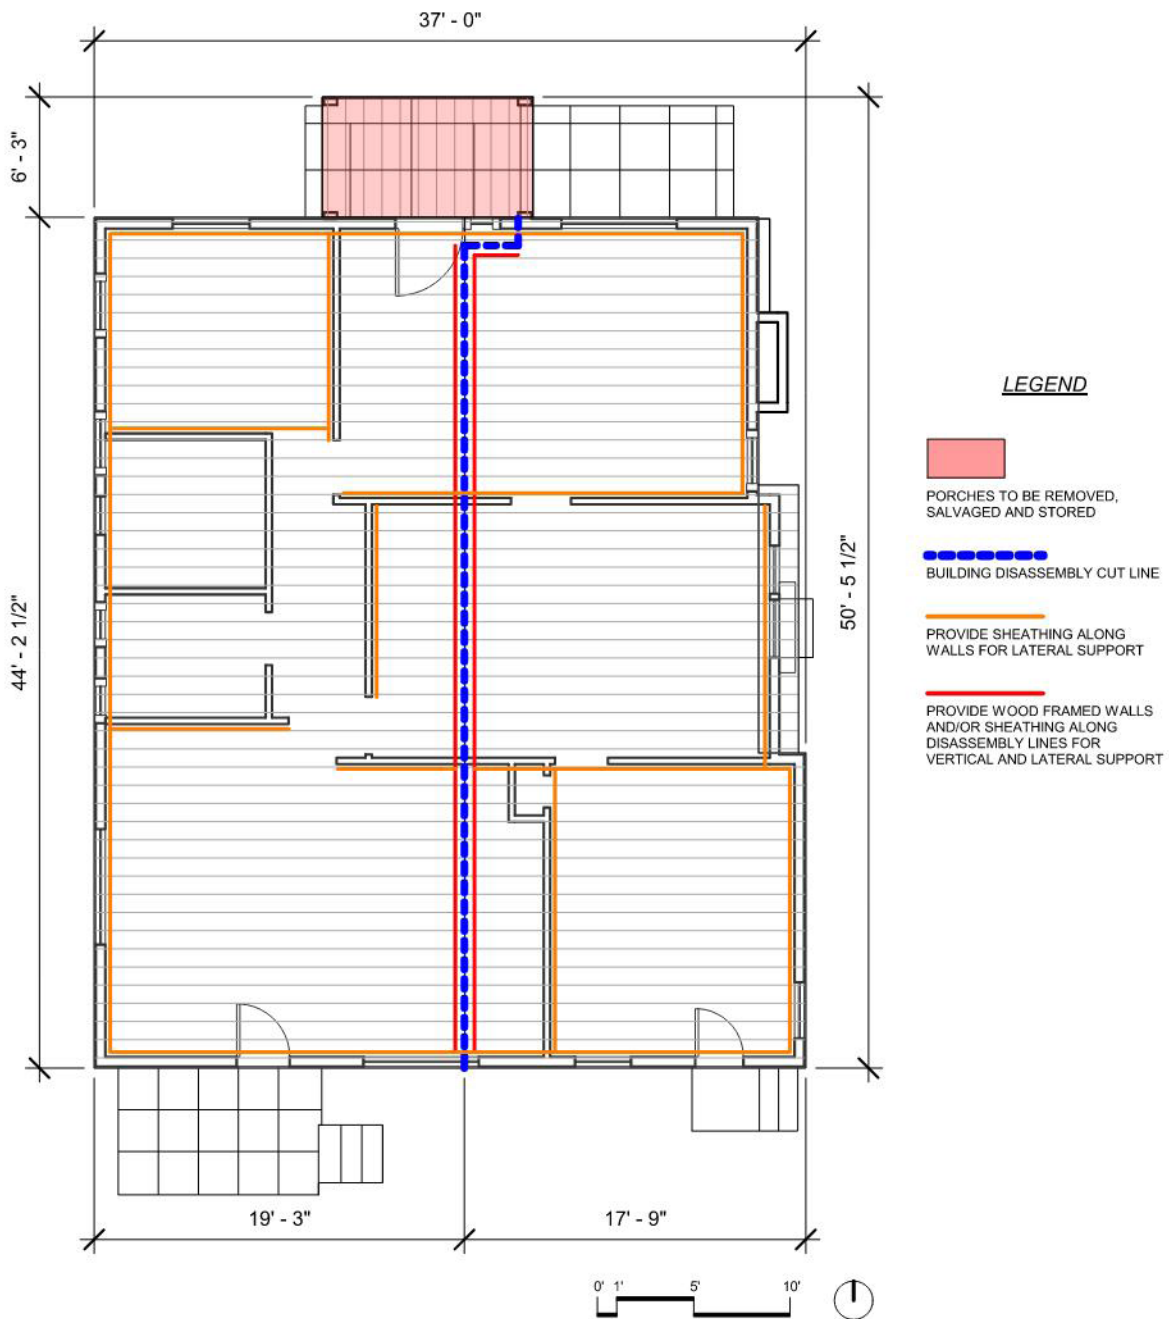 37' - 0"
6' - 3"
LEGEND
PORCHES TO BE REMOVED,
SALVAGED AND STORED
BUILDING DISASSEMBLY CUT LINE
PROVIDE SHEATHING ALONG
WALLS FOR LATERAL SUPPORT
PROVIDE WOOD FRAMED WALLS
AND/OR SHEATHING ALONG
DISASSEMBLY LINES FOR
VERTICAL AND LATERAL SUPPORT
44' - 2 1/2"
50' - 5 1/2"
19' - 3"
17' - 9"
0' 1' 5' 10'